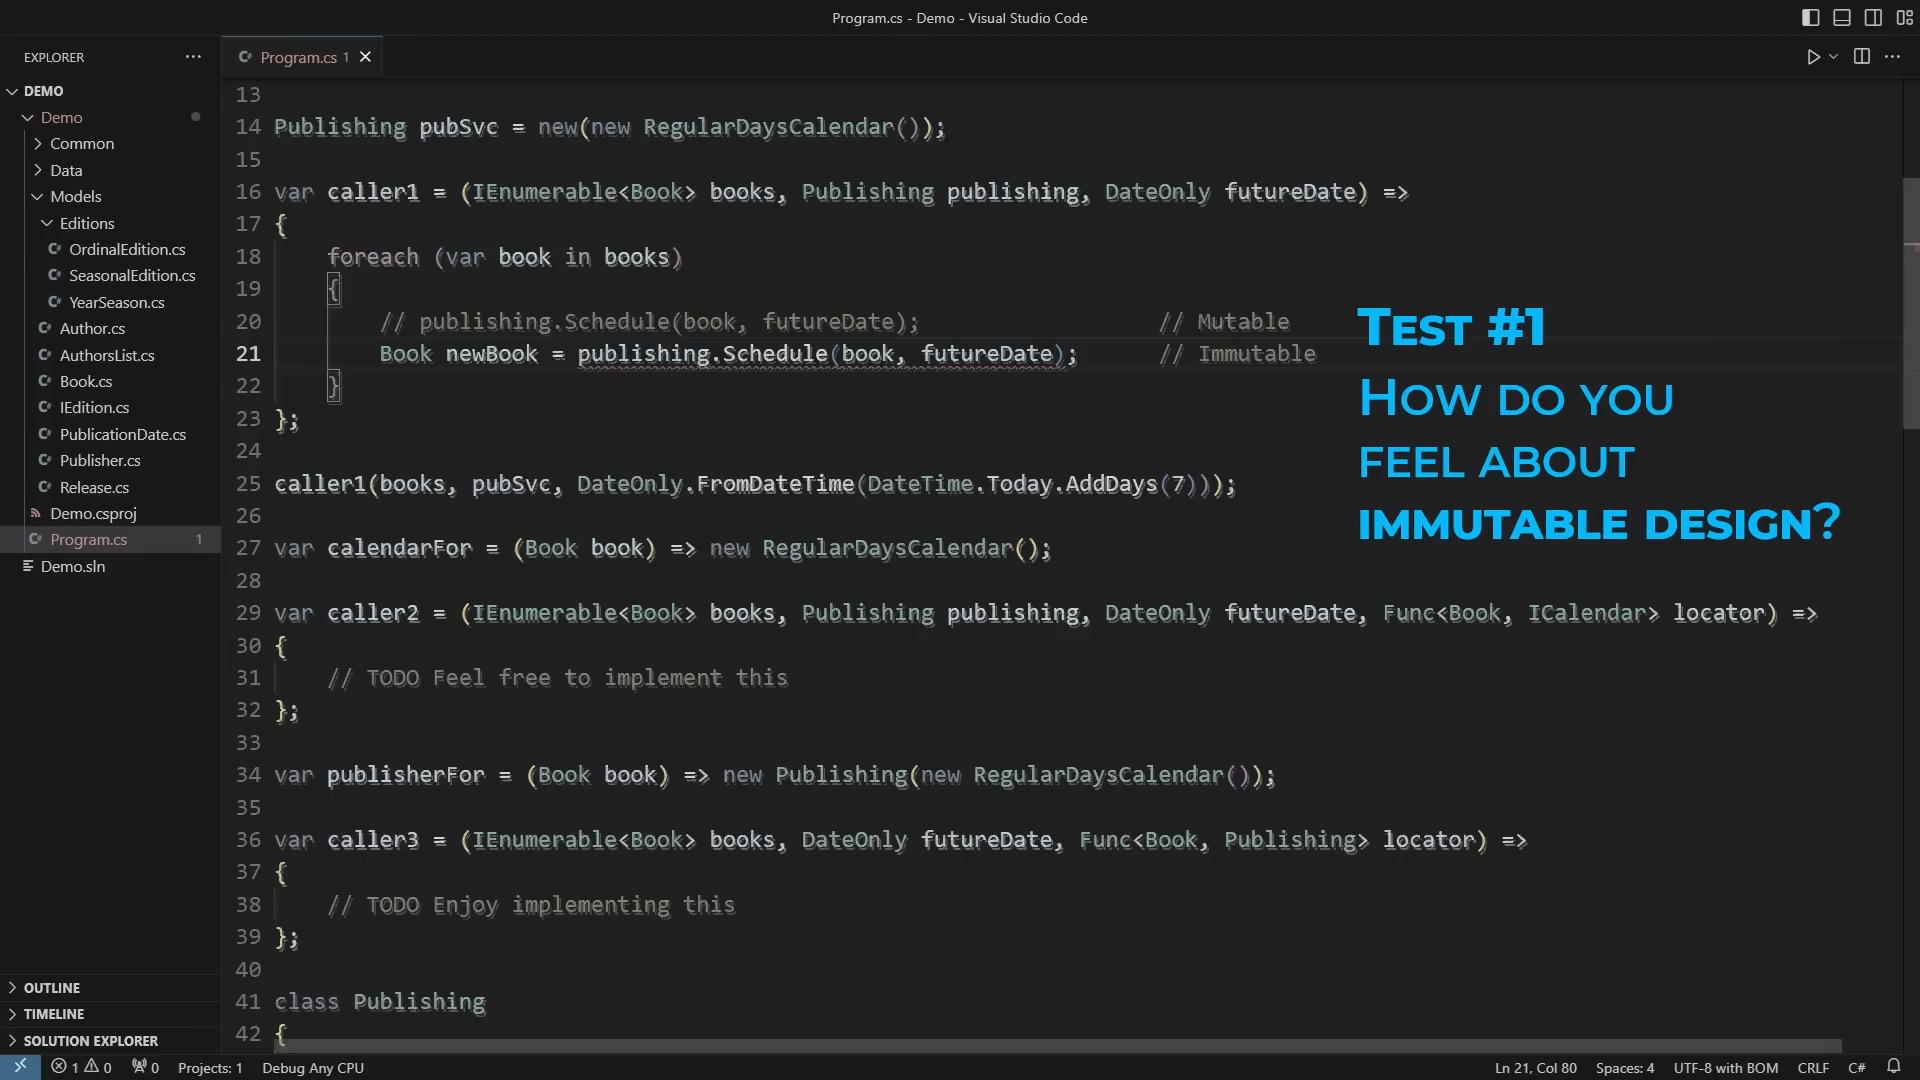 Program.cs - Demo - Visual Studio Code
EXPLORER
Program.cs 1
DEMO
Demo
Common
Data
Models
Editions
OrdinalEdition.cs
SeasonalEdition.cs
YearSeason.cs
Author.cs
AuthorsList.cs
Book.cs
IEdition.cs
PublicationDate.cs
Publisher.cs
Release.cs
Demo.csproj
Program.cs 1
Demo.sln
OUTLINE
TIMELINE
SOLUTION EXPLORER
13
14 Publishing pubSvc = new(new RegularDaysCalendar());
15
16 var caller1 = (IEnumerable<Book> books, Publishing publishing, DateOnly futureDate) =>
17 {
18 foreach (var book in books)
19 {
20 // publishing.Schedule(book, futureDate); // Mutable
21 Book newBook = publishing.Schedule(book, futureDate); // Immutable
22 }
23 };
24
25 caller1(books, pubSvc, DateOnly.FromDateTime(DateTime.Today.AddDays(7)));
26
27 var calendarFor = (Book book) => new RegularDaysCalendar();
28
29 var caller2 = (IEnumerable<Book> books, Publishing publishing, DateOnly futureDate, Func<Book, ICalendar> locator) =>
30 {
31 // TODO Feel free to implement this
32 };
33
34 var publisherFor = (Book book) => new Publishing(new RegularDaysCalendar());
35
36 var caller3 = (IEnumerable<Book> books, DateOnly futureDate, Func<Book, Publishing> locator) =>
37 {
38 // TODO Enjoy implementing this
39 };
40
41 class Publishing
42 {
TEST #1
HOW DO YOU
FEEL ABOUT
IMMUTABLE DESIGN?
1 0 0 Projects: 1 Debug Any CPU Ln 21, Col 80 Spaces: 4 UTF-8 with BOM CRLF C#